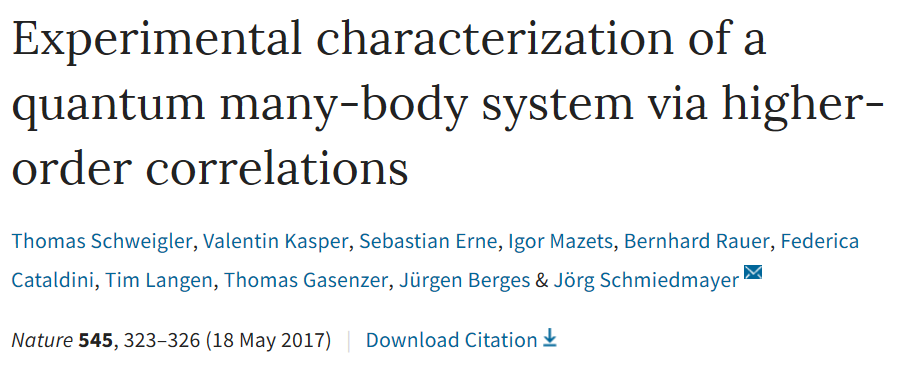 Experimental characterization of a
quantum many-body system via higher-
order correlations
Thomas Schweigler, Valentin Kasper, Sebastian Erne, Igor Mazets, Bernhard Rauer, Federica
Cataldini, Tim Langen, Thomas Gasenzer, Jürgen Berges & Jörg Schmiedmayer
Nature 545, 323–326 (18 May 2017) | Download Citation